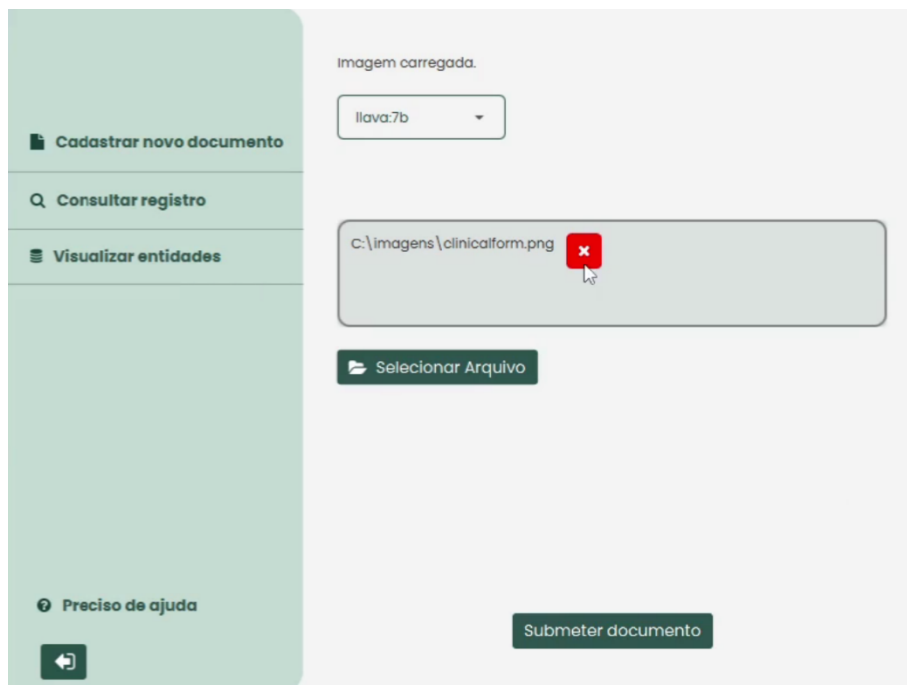 Cadastrar novo documento
Consultar registro
Visualizar entidades
Preciso de ajuda
Imagem carregada.
llava:7b
C:\imagens\clinicalform.png
Selecionar Arquivo
Submeter documento